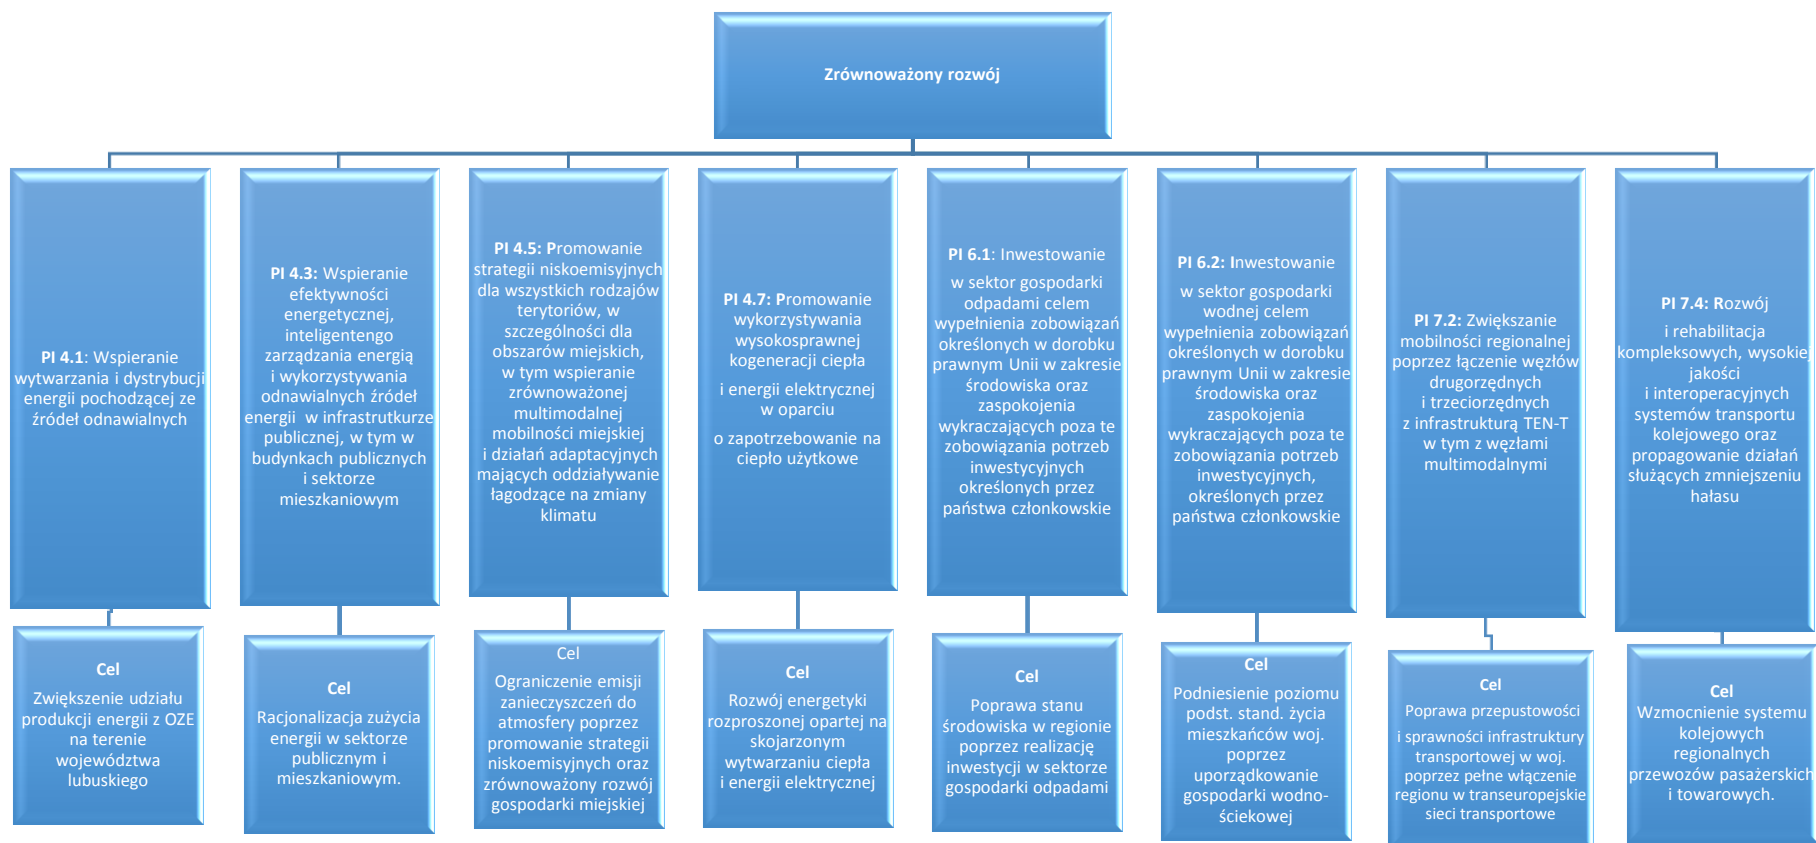 Zrównoważony rozwój
PI 4.1: Wspieranie
wytwarzania i dystrybucji
energii pochodzącej ze
źródeł odnawialnych
PI 4.3: Wspieranie
efektywności
energetycznej,
inteligentengo
zarządzania energią
i wykorzystywania
odnawialnych źródeł
energii w infrastrutkurze
publicznej, w tym w
budynkach publicznych
i sektorze
mieszkaniowym
PI 4.5: Promowanie
strategii niskoemisyjnych
dla wszystkich rodzajów
terytoriów, w
szczególności dla
obszarów miejskich,
w tym wspieranie
zrównoważonej
multimodalnej
mobilności miejskiej
i działań adaptacyjnych
mających oddziaływanie
łagodzące na zmiany
klimatu
PI 4.7: Promowanie
wykorzystywania
wysokosprawnej
kogeneracji ciepła
i energii elektrycznej
w oparciu
o zapotrzebowanie na
ciepło użytkowe
PI 6.1: Inwestowanie
w sektor gospodarki
odpadami celem
wypełnienia zobowiązań
określonych w dorobku
prawnym Unii w zakresie
środowiska oraz
zaspokojenia
wykraczających poza te
zobowiązania potrzeb
inwestycyjnych
określonych przez
państwa członkowskie
PI 6.2: Inwestowanie
w sektor gospodarki
wodnej celem
wypełnienia zobowiązań
określonych w dorobku
prawnym Unii w zakresie
środowiska oraz
zaspokojenia
wykraczających poza te
zobowiązania potrzeb
inwestycyjnych,
określonych przez
państwa członkowskie
PI 7.2: Zwiększanie
mobilności regionalnej
poprzez łączenie węzłów
drugorzędnych
i trzeciorzędnych
z infrastrukturą TEN-T
w tym z węzłami
multimodalnymi
PI 7.4: Rozwój
i rehabilitacja
kompleksowych, wysokiej
jakości
i interoperacyjnych
systemów transportu
kolejowego oraz
propagowanie działań
służących zmniejszeniu
hałasu
Cel
Zwiększenie udziału
produkcji energii z OZE
na terenie
województwa
lubuskiego
Cel
Racjonalizacja zużycia
energii w sektorze
publicznym i
mieszkaniowym.
Cel
Ograniczenie emisji
zanieczyszczeń do
atmosfery poprzez
promowanie strategii
niskoemisyjnych oraz
zrównoważony rozwój
gospodarki miejskiej
Cel
Rozwój energetyki
rozproszonej opartej na
skojarzonym
wytwarzaniu ciepła
i energii elektrycznej
Cel
Poprawa stanu
środowiska w regionie
poprzez realizację
inwestycji w sektorze
gospodarki odpadami
Cel
Podniesienie poziomu
podst. stand. życia
mieszkańców woj.
poprzez
uporządkowanie
gospodarki wodno-
ściekowej
Cel
Poprawa przepustowości
i sprawności infrastruktury
transportowej w woj.
poprzez pełne włączenie
regionu w transeuropejskie
sieci transportowe
Cel
Wzmocnienie systemu
kolejowych
regionalnych
przewozów pasażerskich
i towarowych.